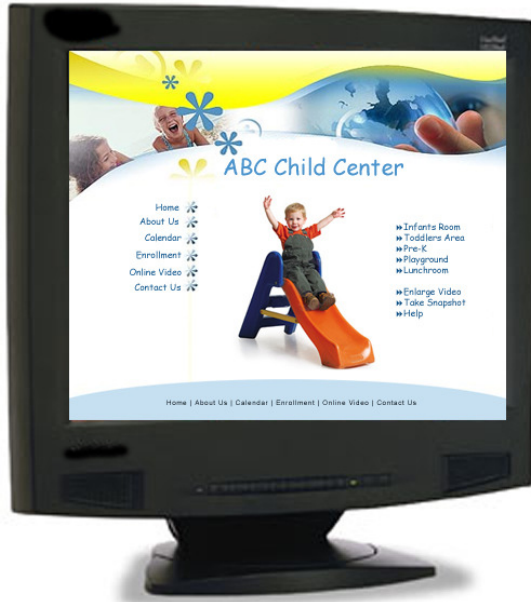 ABC Child Center
Home
About Us
Calendar
Enrollment
Online Video
Contact Us
Infants Room
Toddlers Area
Pre-K
Playground
Lunchroom
Enlarge Video
Take Snapshot
Help
Home | About Us | Calendar | Enrollment | Online Video | Contact Us